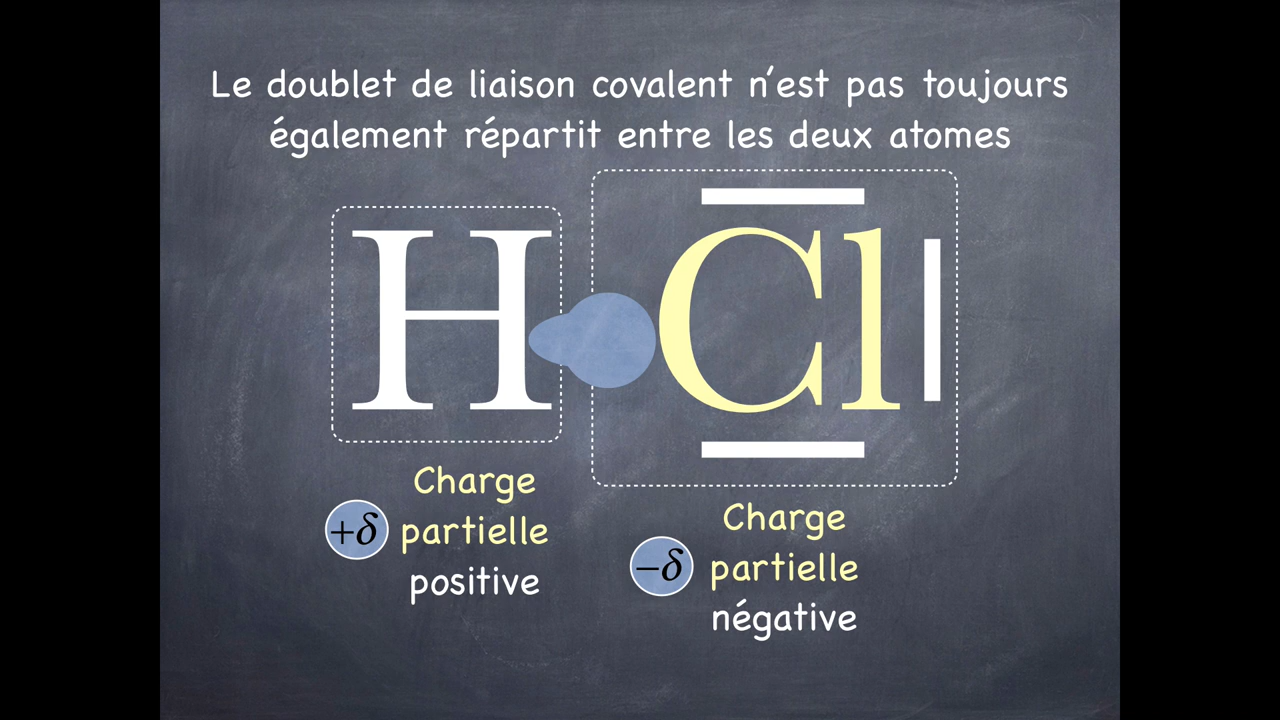 Le doublet de liaison covalent n'est pas toujours
également répartit entre les deux atomes
H Cl
Charge
+δ partielle
positive
Charge
−δ partielle
négative